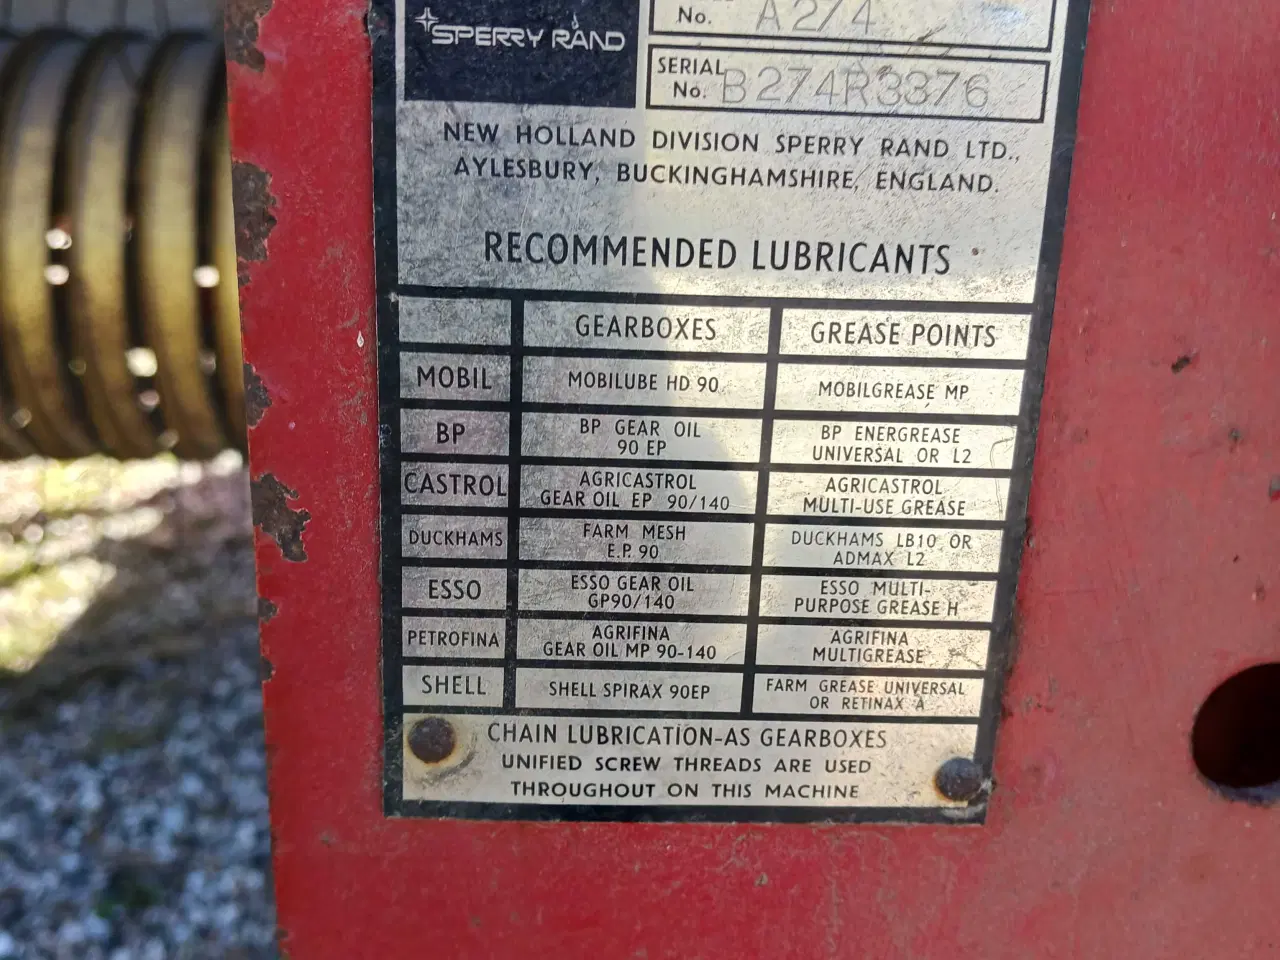 SPERRY RAND
No. A274
SERIAL
No. B274R3376
NEW HOLLAND DIVISION SPERRY RAND LTD.,
AYLESBURY, BUCKINGHAMSHIRE, ENGLAND.
RECOMMENDED LUBRICANTS
GEARBOXES GREASE POINTS
MOBIL MOBILUBE HD 90 MOBILGREASE MP
BP BP GEAR OIL
90 EP BP ENERGREASE
UNIVERSAL OR L2
CASTROL AGRICASTROL
GEAR OIL EP 90/140 AGRICASTROL
MULTI-USE GREASE
DUCKHAMS FARM MESH
E.P. 90 DUCKHAMS LB10 OR
ADMAX L2
ESSO ESSO GEAR OIL
GP90/140 ESSO MULTI-
PURPOSE GREASE H
PETROFINA AGRIFINA
GEAR OIL MP 90-140 AGRIFINA
MULTIGREASE
SHELL SHELL SPIRAX 90EP FARM GREASE UNIVERSAL
OR RETINAX A
CHAIN LUBRICATION-AS GEARBOXES
UNIFIED SCREW THREADS ARE USED
THROUGHOUT ON THIS MACHINE